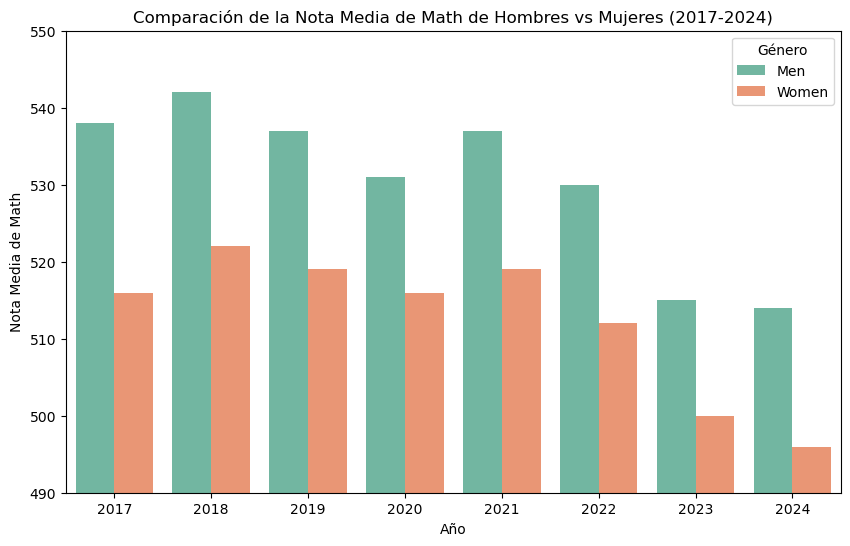 Comparación de la Nota Media de Math de Hombres vs Mujeres (2017-2024)
Género
Men
Women
Nota Media de Math
550
540
530
520
510
500
490
2017 2018 2019 2020 2021 2022 2023 2024
Año